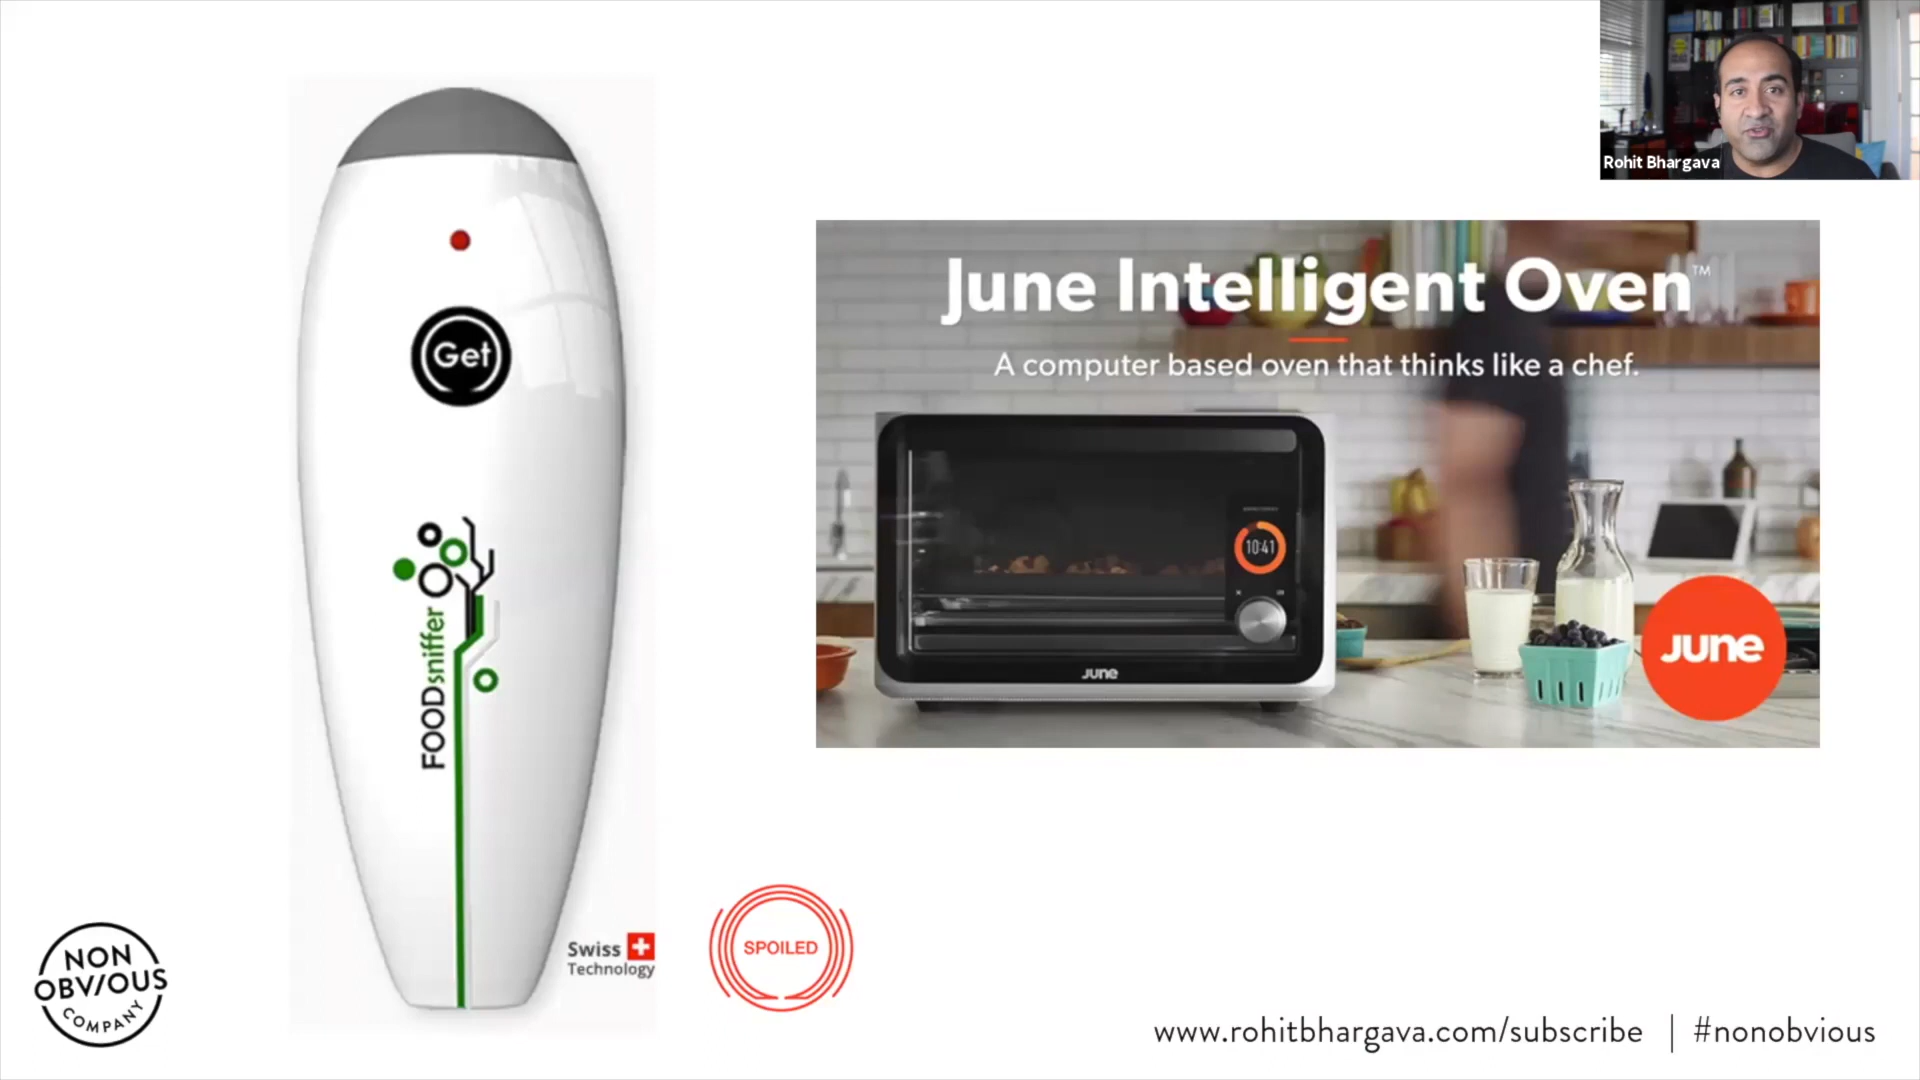 Rohit Bhargava
Get
FOODsniffer
Swiss
Technology
SPOILED
June Intelligent Oven™
A computer based oven that thinks like a chef.
10:41
JUNE
JUNE
NON
OBV/OUS
COMPANY
www.rohitbhargava.com/subscribe | #nonobvious